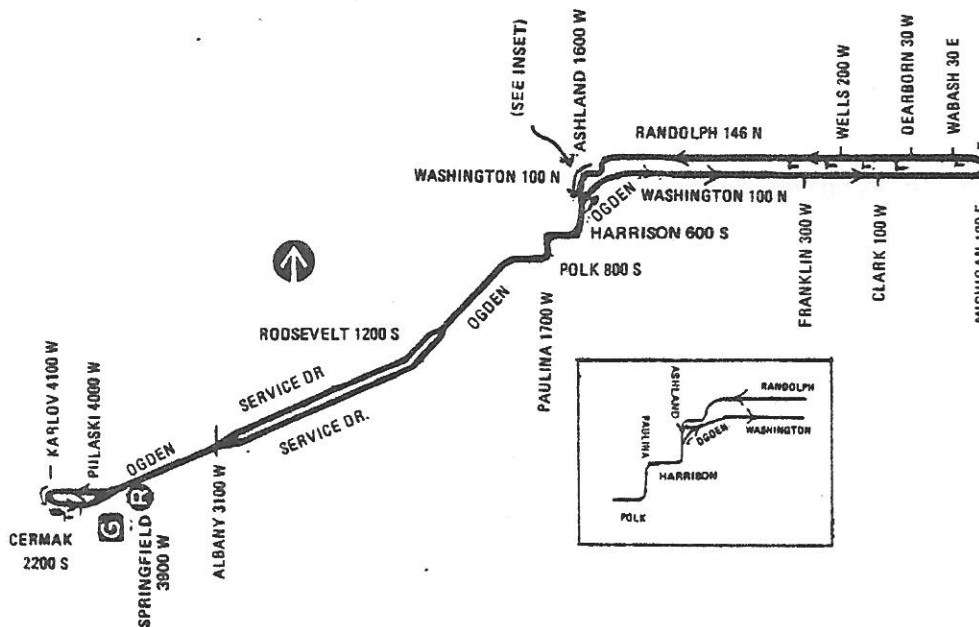 (SEE INSET)
ASHLAND 1600 W
WELLS 200 W
DEARBORN 30 W
WABASH 30 E
RANDOLPH 146 N
WASHINGTON 100 N
OGDEN
WASHINGTON 100 N
HARRISON 600 S
POLK 800 S
FRANKLIN 300 W
CLARK 100 W
OGDEN
PAULINA 1700 W
ROOSEVELT 1200 S
SERVICE DR
SERVICE DR.
KARLOV 4100 W
PULASKI 4000 W
OGDEN
CERMAK
2200 S
G
R
SPRINGFIELD
3900 W
ALBANY 3100 W
ASHLAND
RANDOLPH
PAULINA
OGDEN
WASHINGTON
HARRISON
POLK